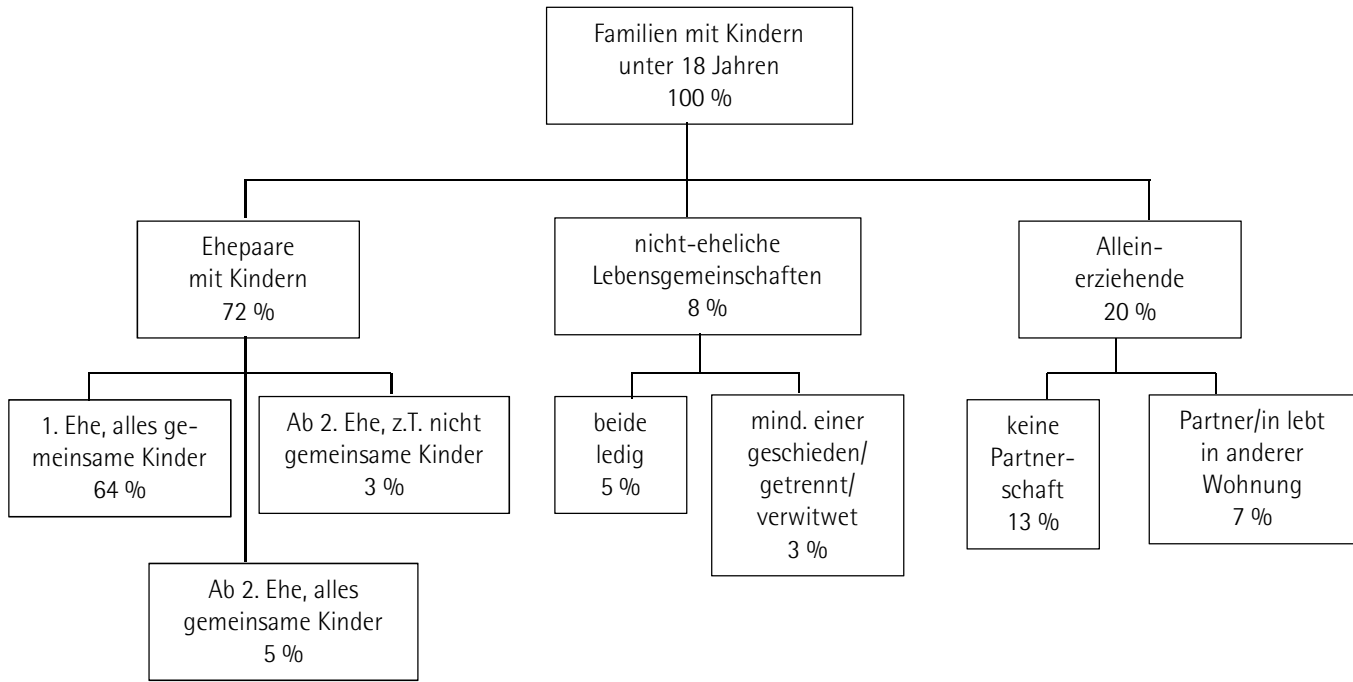 Familien mit Kindern
unter 18 Jahren
100 %
Ehepaare
mit Kindern
72 %
nicht-eheliche
Lebensgemeinschaften
8 %
Allein-
erziehende
20 %
1. Ehe, alles ge-
meinsame Kinder
64 %
Ab 2. Ehe, z.T. nicht
gemeinsame Kinder
3 %
beide
ledig
5 %
mind. einer
geschieden/
getrennt/
verwitwet
3 %
keine
Partner-
schaft
13 %
Partner/in lebt
in anderer
Wohnung
7 %
Ab 2. Ehe, alles
gemeinsame Kinder
5 %